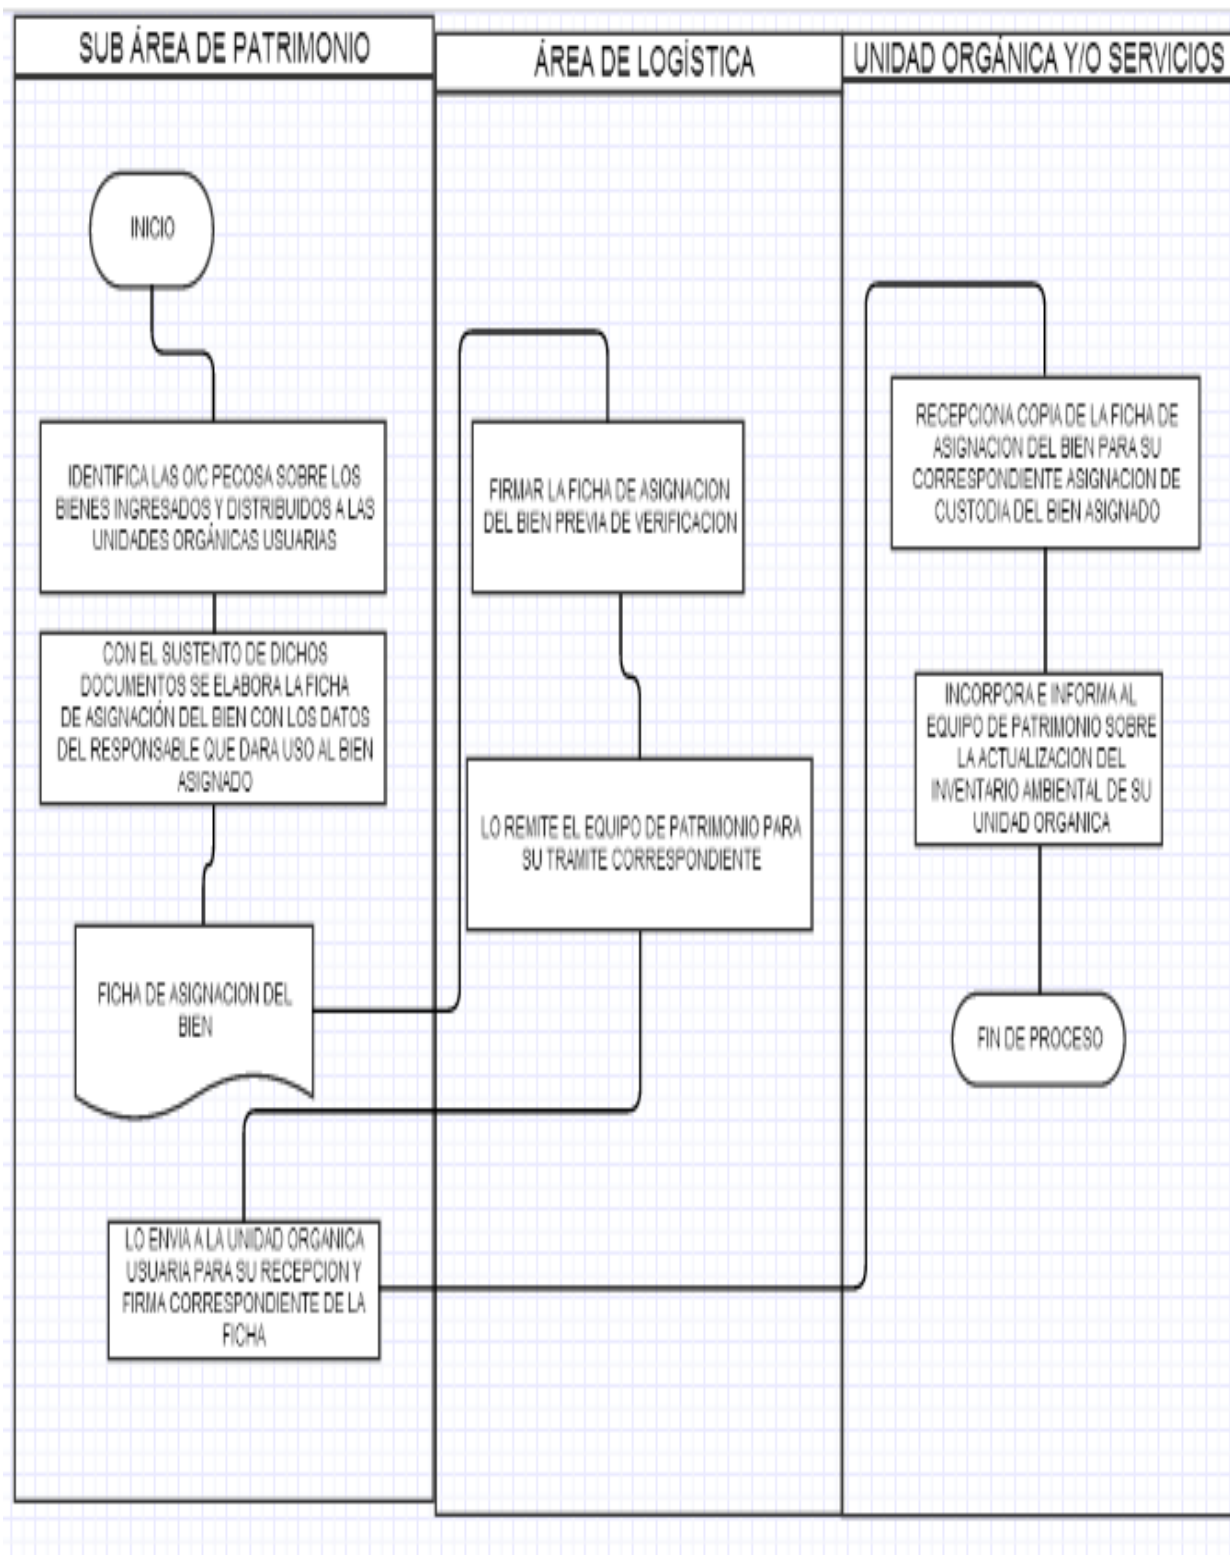 SUB ÁREA DE PATRIMONIO
ÁREA DE LOGÍSTICA
UNIDAD ORGÁNICA Y/O SERVICIOS
INICIO
IDENTIFICA LAS O/C PECOSA SOBRE LOS
BIENES INGRESADOS Y DISTRIBUIDOS A LAS
UNIDADES ORGÁNICAS USUARIAS
CON EL SUSTENTO DE DICHOS
DOCUMENTOS SE ELABORA LA FICHA
DE ASIGNACIÓN DEL BIEN CON LOS DATOS
DEL RESPONSABLE QUE DARA USO AL BIEN
ASIGNADO
FICHA DE ASIGNACION DEL
BIEN
FIRMAR LA FICHA DE ASIGNACION
DEL BIEN PREVIA DE VERIFICACION
LO REMITE EL EQUIPO DE PATRIMONIO PARA
SU TRAMITE CORRESPONDIENTE
LO ENVIA A LA UNIDAD ORGANICA
USUARIA PARA SU RECEPCION Y
FIRMA CORRESPONDIENTE DE LA
FICHA
RECEPCIONA COPIA DE LA FICHA DE
ASIGNACION DEL BIEN PARA SU
CORRESPONDIENTE ASIGNACION DE
CUSTODIA DEL BIEN ASIGNADO
INCORPORA E INFORMA AL
EQUIPO DE PATRIMONIO SOBRE
LA ACTUALIZACION DEL
INVENTARIO AMBIENTAL DE SU
UNIDAD ORGANICA
FIN DE PROCESO